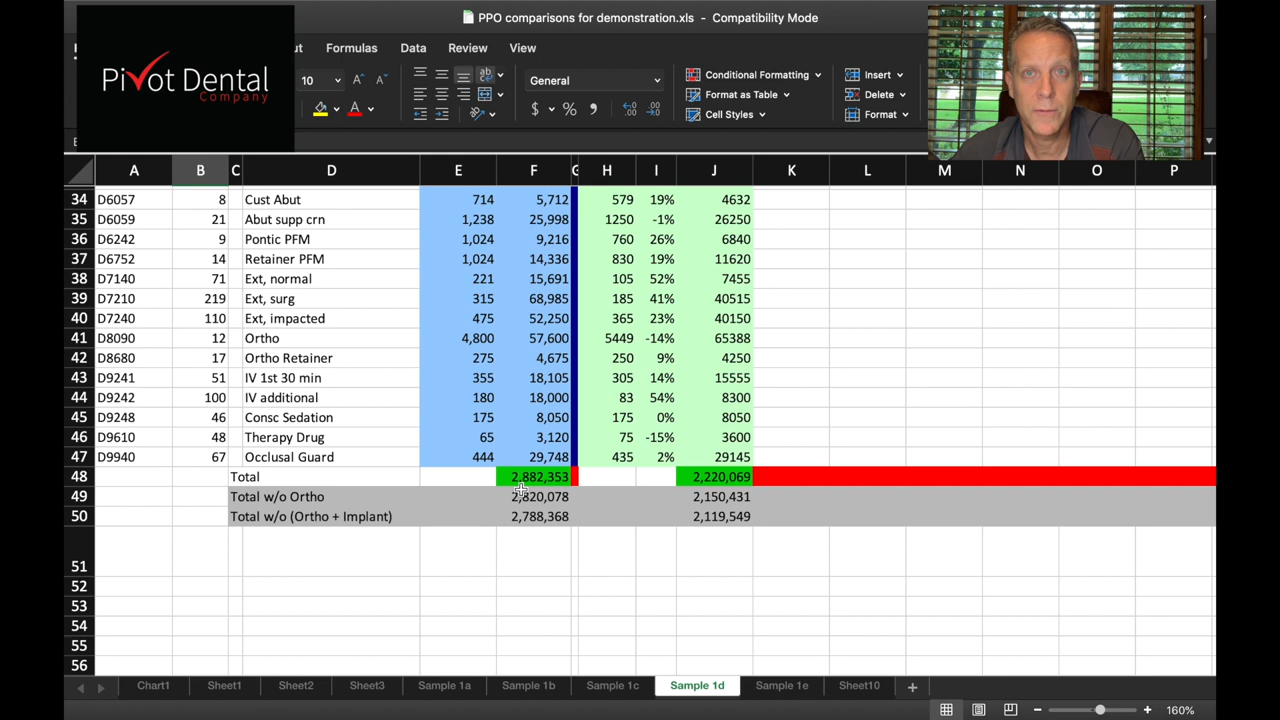 PPO comparisons for demonstration.xls - Compatibility Mode
Pivot Dental
Company
Formulas Data Review View
10 A A ab General Conditional Formatting Insert
Format as Table Delete
A $ % Cell Styles Format
A B C D E F G H I J K L M N O P
34 D6057 8 Cust Abut 714 5,712 579 19% 4632
35 D6059 21 Abut supp crn 1,238 25,998 1250 -1% 26250
36 D6242 9 Pontic PFM 1,024 9,216 760 26% 6840
37 D6752 14 Retainer PFM 1,024 14,336 830 19% 11620
38 D7140 71 Ext, normal 221 15,691 105 52% 7455
39 D7210 219 Ext, surg 315 68,985 185 41% 40515
40 D7240 110 Ext, impacted 475 52,250 365 23% 40150
41 D8090 12 Ortho 4,800 57,600 5449 -14% 65388
42 D8680 17 Ortho Retainer 275 4,675 250 9% 4250
43 D9241 51 IV 1st 30 min 355 18,105 305 14% 15555
44 D9242 100 IV additional 180 18,000 83 54% 8300
45 D9248 46 Consc Sedation 175 8,050 175 0% 8050
46 D9610 48 Therapy Drug 65 3,120 75 -15% 3600
47 D9940 67 Occlusal Guard 444 29,748 435 2% 29145
48 Total 2,882,353 2,220,069
49 Total w/o Ortho 2,820,078 2,150,431
50 Total w/o (Ortho + Implant) 2,788,368 2,119,549
51
52
53
54
55
56
Chart1 Sheet1 Sheet2 Sheet3 Sample 1a Sample 1b Sample 1c Sample 1d Sample 1e Sheet10 +
- + 160%